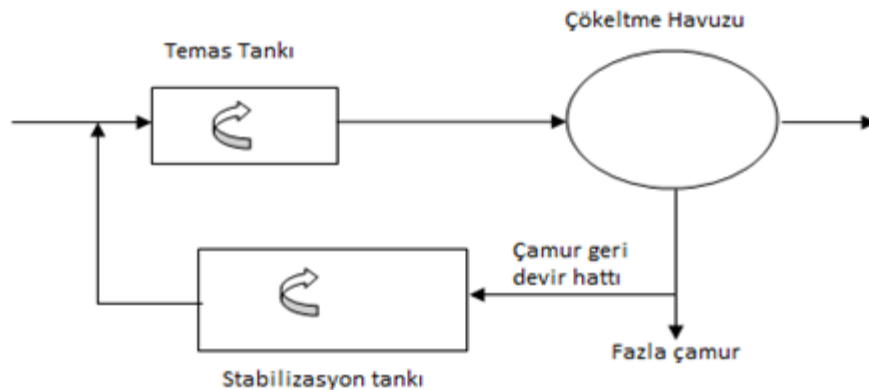 Çökeltme Havuzu
Temas Tankı
Çamur geri
devir hattı
Fazla çamur
Stabilizasyon tankı